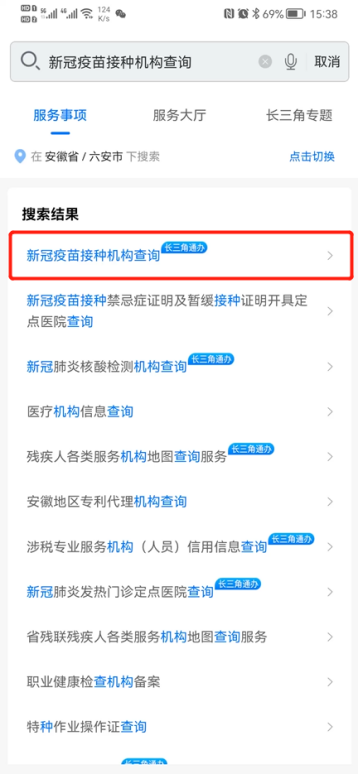 HD 1 5G 4G 124 K/s 69% 15:38
HD 2
新冠疫苗接种机构查询 取消
服务事项 服务大厅 长三角专题
在 安徽省 / 六安市 下搜索 点击切换
搜索结果
新冠疫苗接种机构查询 长三角通办
新冠疫苗接种禁忌症证明及暂缓接种证明开具定
点医院查询
新冠肺炎核酸检测机构查询 长三角通办
医疗机构信息查询
残疾人各类服务机构地图查询服务 长三角通办
安徽地区专利代理机构查询
涉税专业服务机构（人员）信用信息查询 长三角通办
新冠肺炎发热门诊定点医院查询 长三角通办
省残联残疾人各类服务机构地图查询服务
职业健康检查机构备案
特种作业操作证查询
长三角通办